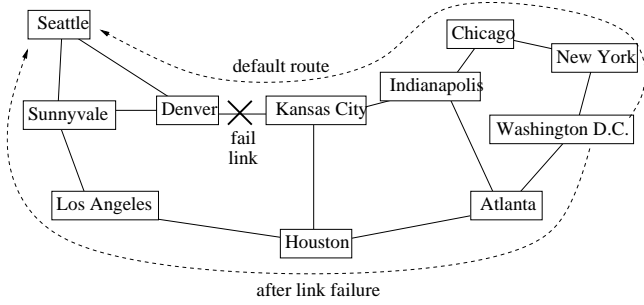 Seattle
Chicago
New York
default route
Indianapolis
Sunnyvale
Denver
Kansas City
Washington D.C.
fail
link
Los Angeles
Atlanta
Houston
after link failure